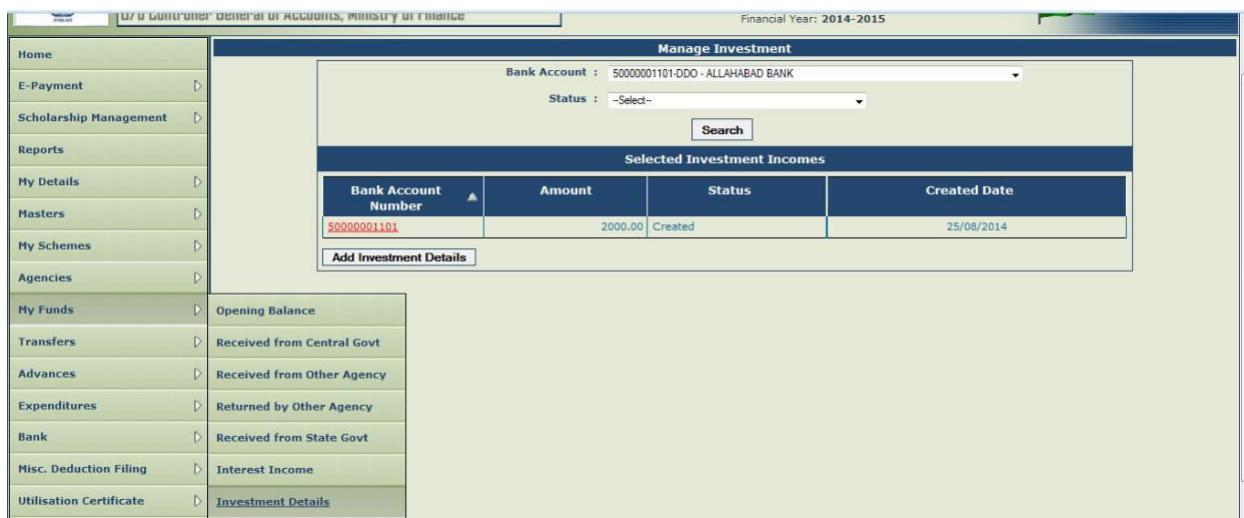 O/o Controller General of Accounts, Ministry of Finance
Financial Year: 2014-2015
Home
E-Payment
Scholarship Management
Reports
My Details
Masters
My Schemes
Agencies
My Funds
Transfers
Advances
Expenditures
Bank
Misc. Deduction Filing
Utilisation Certificate
Opening Balance
Received from Central Govt
Received from Other Agency
Returned by Other Agency
Received from State Govt
Interest Income
Investment Details
Manage Investment
Bank Account : 50000001101-DDO - ALLAHABAD BANK
Status : --Select--
Search
Selected Investment Incomes
Bank Account Number Amount Status Created Date
50000001101 2000.00 Created 25/08/2014
Add Investment Details